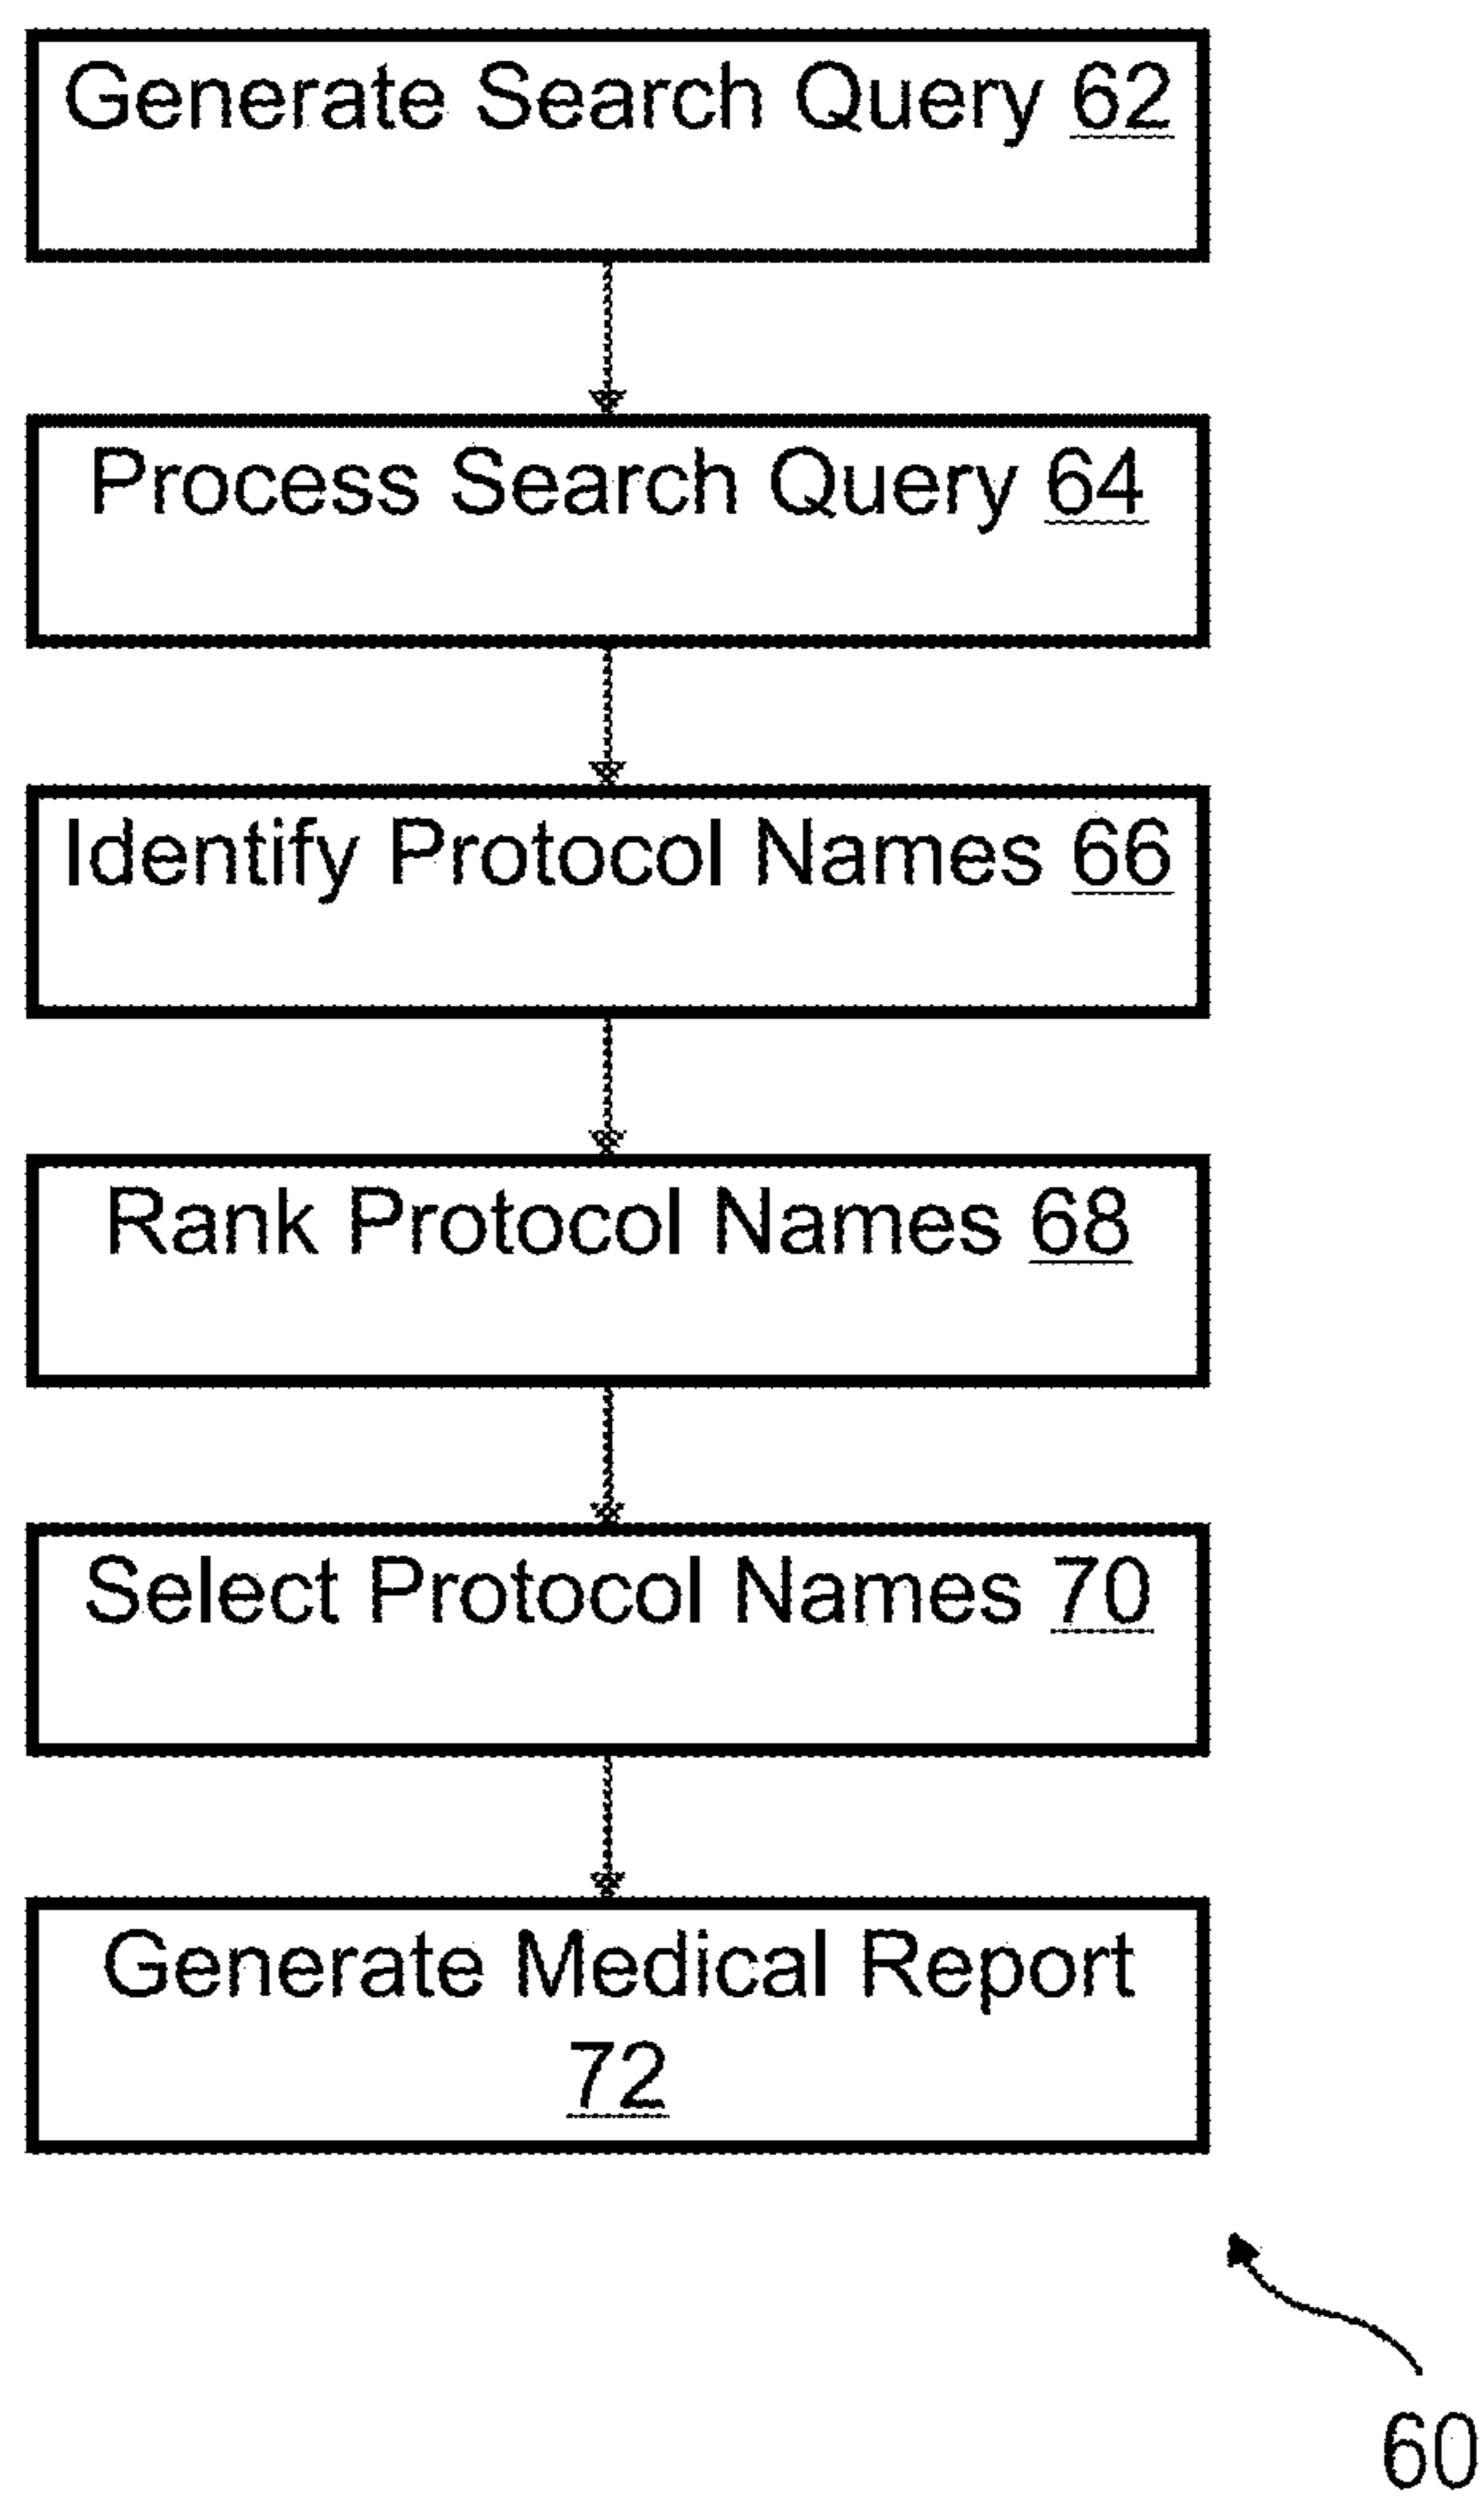 Generate Search Query 62
Process Search Query 64
Identify Protocol Names 66
Rank Protocol Names 68
Select Protocol Names 70
Generate Medical Report
72
60